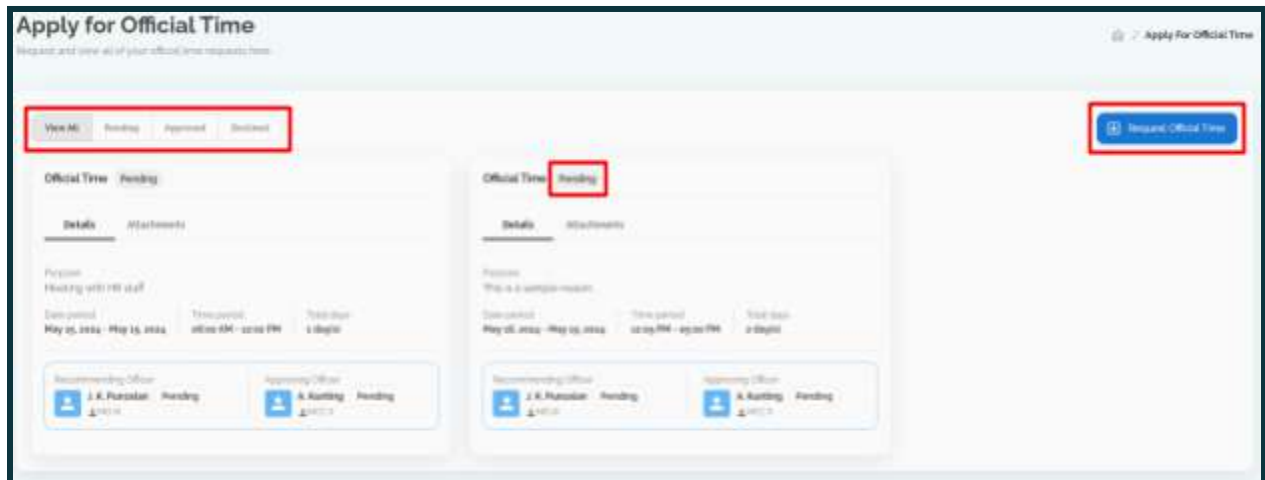 Apply for Official Time
Request and view all of your official time requests here.
/ Apply For Official Time
View All Pending Approved Declined
Request Official Time
Official Time Pending
Details Attachments
Purpose
Meeting with HR staff
Date period Time period Total days
May 15, 2024 - May 15, 2024
Recommending Officer Approving Officer
J. K. Punzalan Pending
A. Kunting Pending
Official Time Pending
Details Attachments
Purpose
This is a sample reason
Date period Time period Total days
2 day(s)
Recommending Officer Approving Officer
J. K. Punzalan Pending
A. Kunting Pending